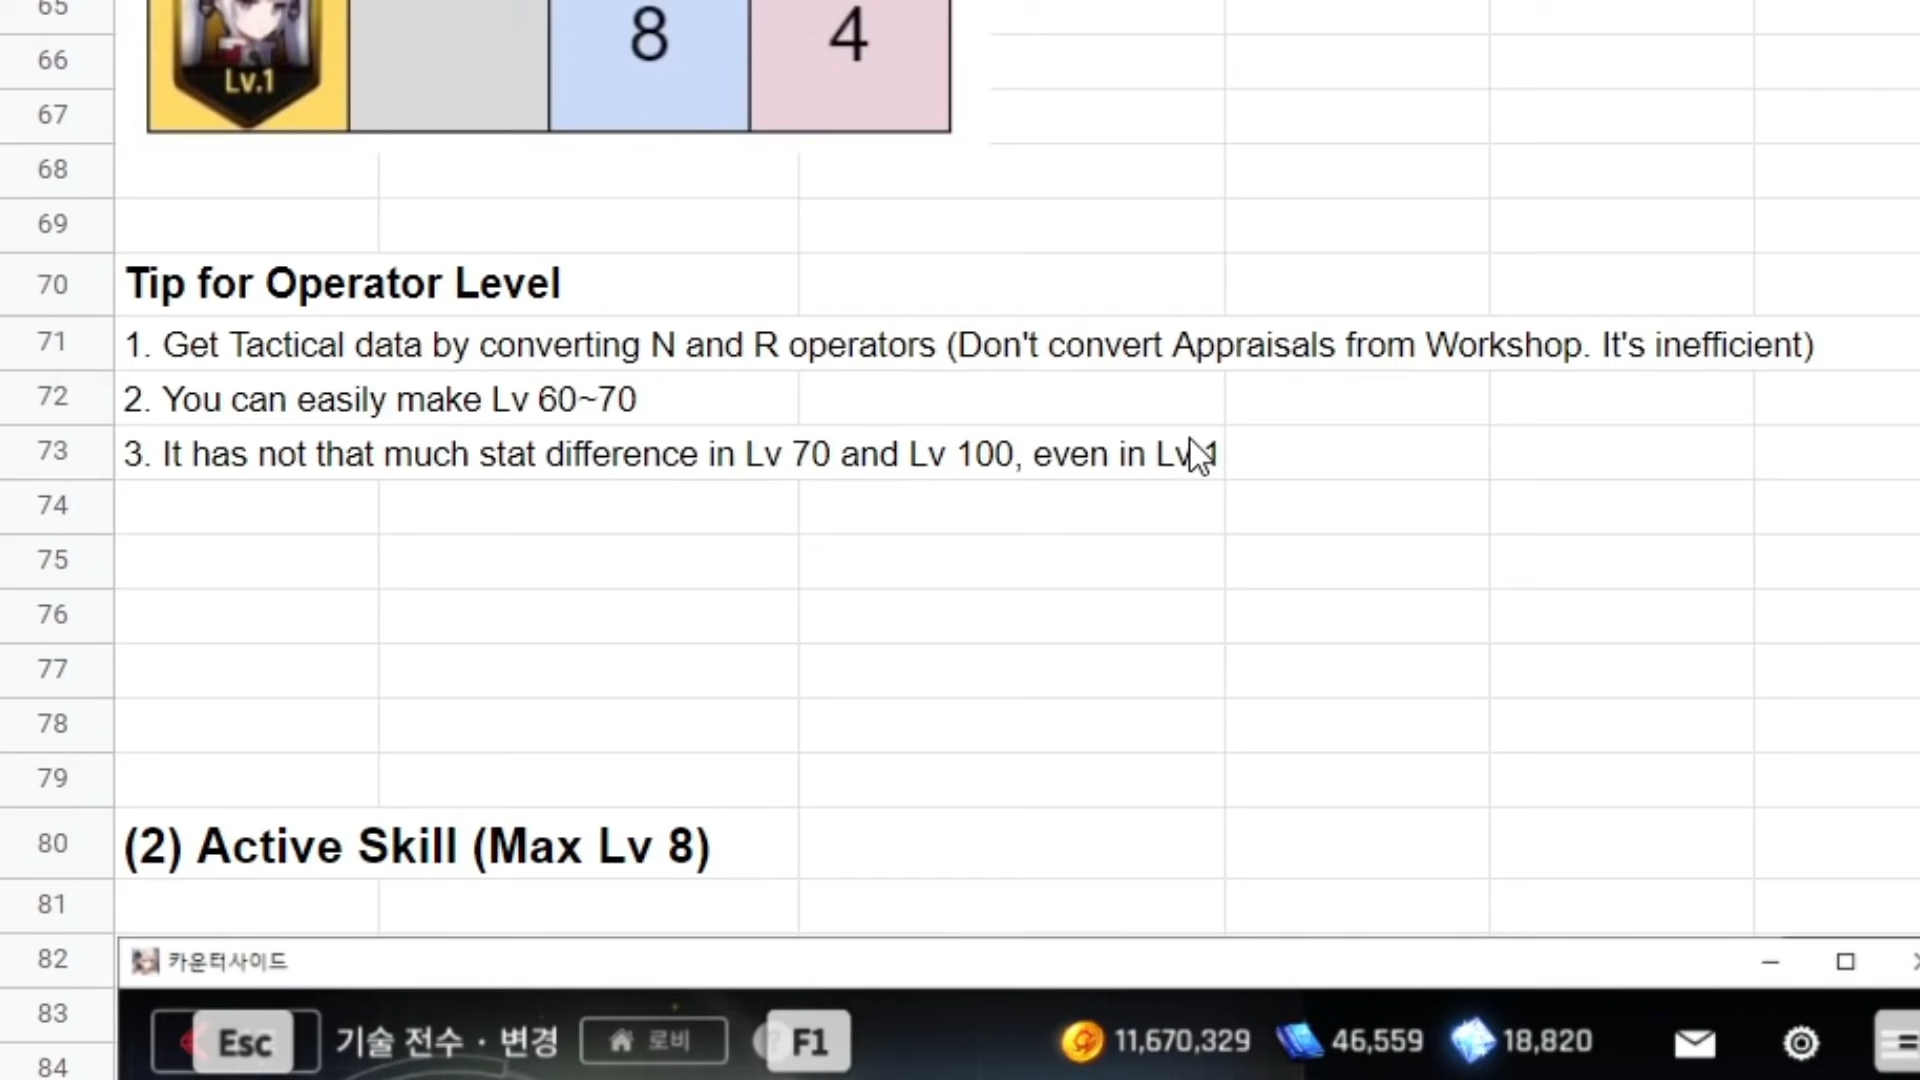 65
66
8 4
Lv.1
67
68
69
70 Tip for Operator Level
71 1. Get Tactical data by converting N and R operators (Don't convert Appraisals from Workshop. It's inefficient)
72 2. You can easily make Lv 60~70
73 3. It has not that much stat difference in Lv 70 and Lv 100, even in Lv 1
74
75
76
77
78
79
80 (2) Active Skill (Max Lv 8)
81
82 카운터사이드
83 Esc 기술 전수 · 변경 로비 ? F1 11,670,329 46,559 18,820
84